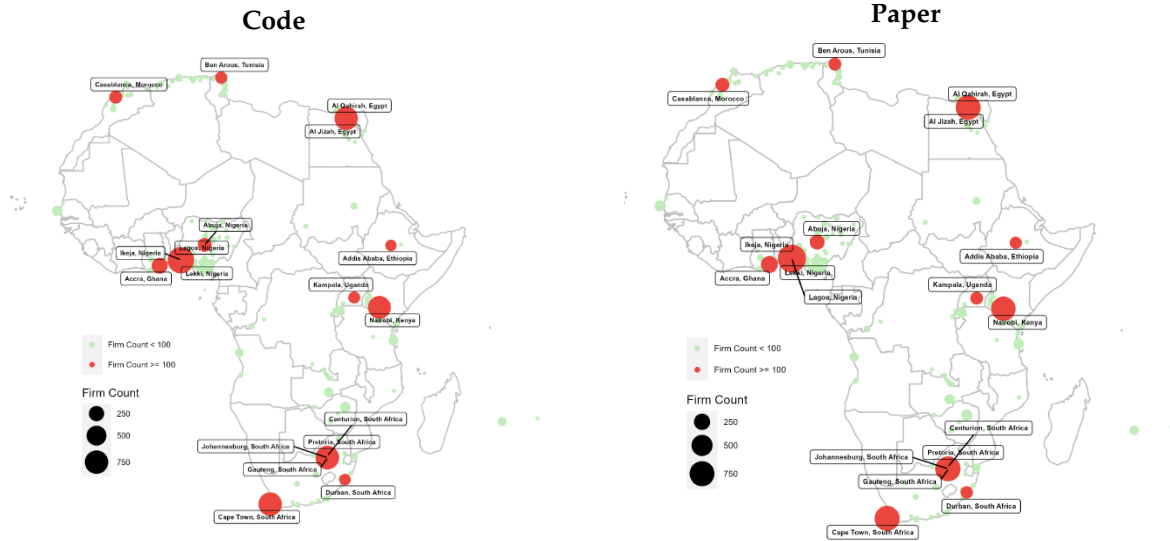 Code
Ben Arous, Tunisia
Casablanca, Morocco
Al Qahirah, Egypt
Al Jizah, Egypt
Abuja, Nigeria
Ikeja, Nigeria
Lagos, Nigeria
Addis Ababa, Ethiopia
Accra, Ghana
Lekki, Nigeria
Kampala, Uganda
Nairobi, Kenya
Firm Count < 100
Firm Count >= 100
Firm Count
250
500
750
Centurion, South Africa
Johannesburg, South Africa
Pretoria, South Africa
Gauteng, South Africa
Durban, South Africa
Cape Town, South Africa
Paper
Ben Arous, Tunisia
Casablanca, Morocco
Al Qahirah, Egypt
Al Jizah, Egypt
Abuja, Nigeria
Ikeja, Nigeria
Addis Ababa, Ethiopia
Accra, Ghana
Lekki, Nigeria
Kampala, Uganda
Lagos, Nigeria
Nairobi, Kenya
Firm Count < 100
Firm Count >= 100
Firm Count
250
500
750
Centurion, South Africa
Johannesburg, South Africa
Pretoria, South Africa
Gauteng, South Africa
Durban, South Africa
Cape Town, South Africa